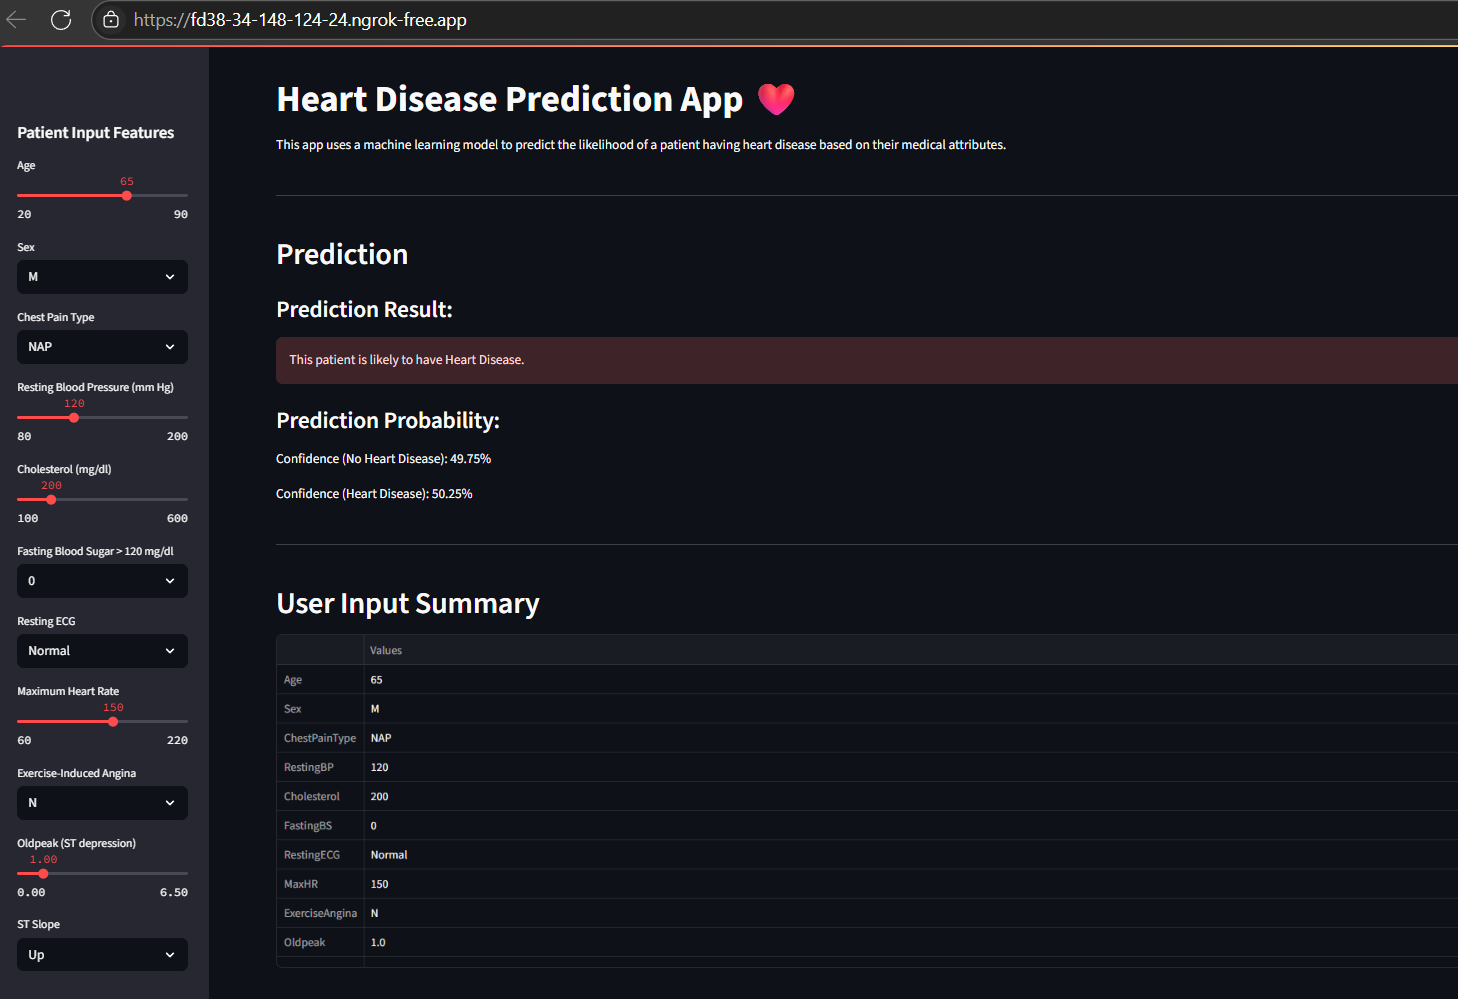 https://fd38-34-148-124-24.ngrok-free.app
Patient Input Features
Age
65
20 90
Sex
M
Chest Pain Type
NAP
Resting Blood Pressure (mm Hg)
120
80 200
Cholesterol (mg/dl)
200
100 600
Fasting Blood Sugar > 120 mg/dl
0
Resting ECG
Normal
Maximum Heart Rate
150
60 220
Exercise-Induced Angina
N
Oldpeak (ST depression)
1.00
0.00 6.50
ST Slope
Up
Heart Disease Prediction App
This app uses a machine learning model to predict the likelihood of a patient having heart disease based on their medical attributes.
Prediction
Prediction Result:
This patient is likely to have Heart Disease.
Prediction Probability:
Confidence (No Heart Disease): 49.75%
Confidence (Heart Disease): 50.25%
User Input Summary
Values
Age 65
Sex M
ChestPainType NAP
RestingBP 120
Cholesterol 200
FastingBS 0
RestingECG Normal
MaxHR 150
ExerciseAngina N
Oldpeak 1.0